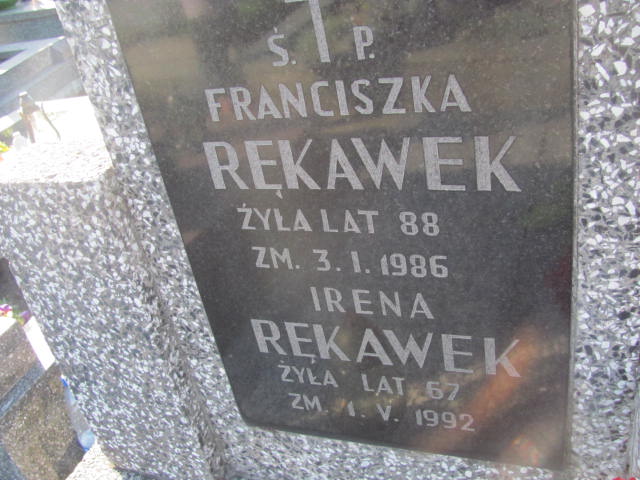 Ś. P.
FRANCISZKA
RĘKAWEK
ŻYŁA LAT 88
ZM. 3. I. 1986
IRENA
RĘKAWEK
ŻYŁA LAT 67
ZM. 1. V. 1992